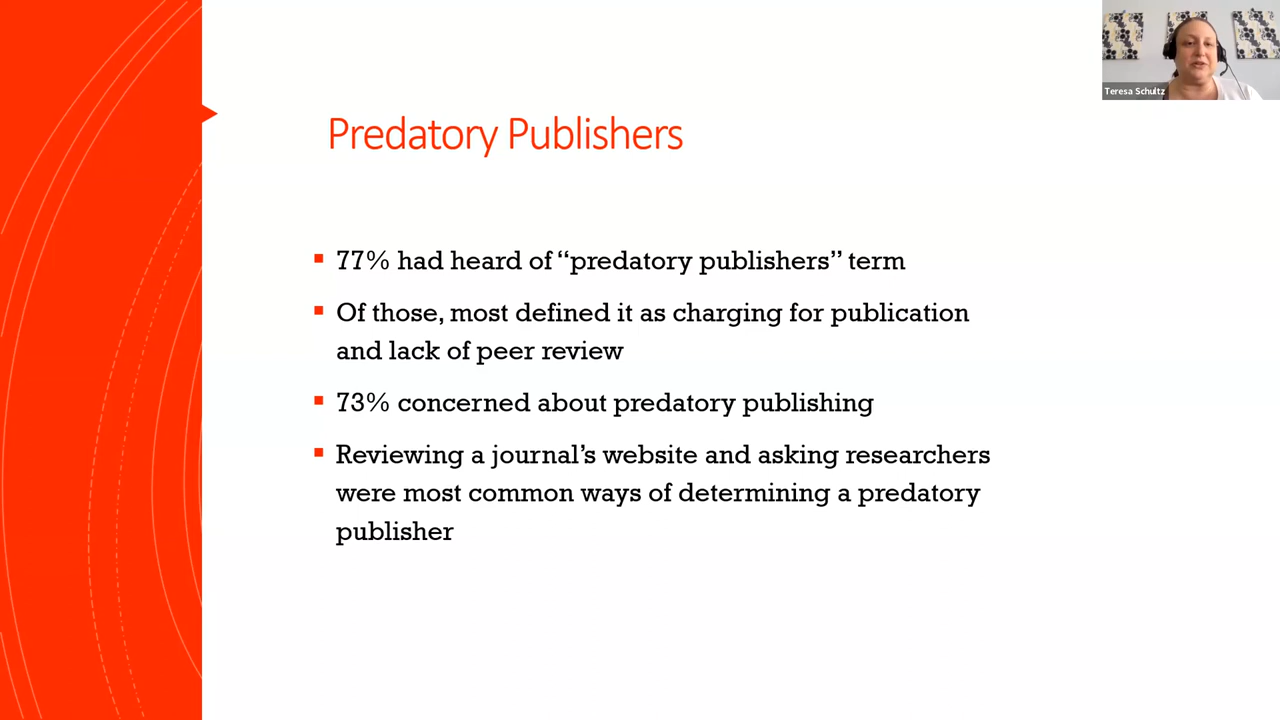 Teresa Schultz
Predatory Publishers
▪ 77% had heard of “predatory publishers” term
▪ Of those, most defined it as charging for publication
and lack of peer review
▪ 73% concerned about predatory publishing
▪ Reviewing a journal’s website and asking researchers
were most common ways of determining a predatory
publisher